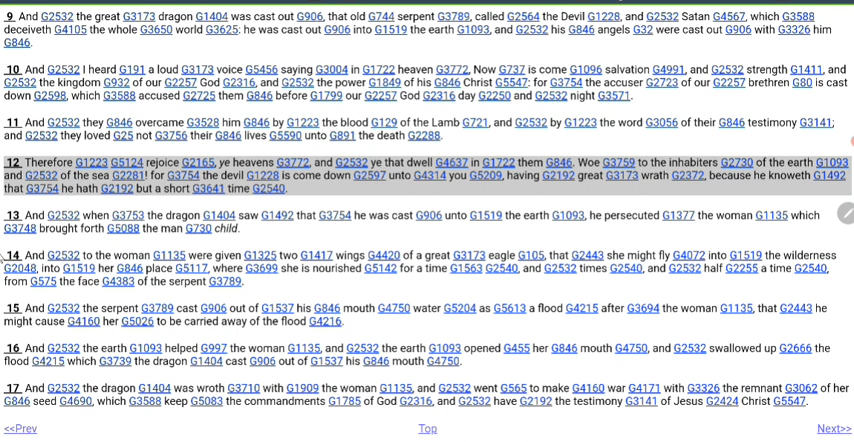 9 And G2532 the great G3173 dragon G1404 was cast out G906, that old G744 serpent G3789, called G2564 the Devil G1228, and G2532 Satan G4567, which G3588
deceiveth G4105 the whole G3650 world G3625: he was cast out G906 into G1519 the earth G1093, and G2532 his G846 angels G32 were cast out G906 with G3326 him
G846.
10 And G2532 I heard G191 a loud G3173 voice G5456 saying G3004 in G1722 heaven G3772, Now G737 is come G1096 salvation G4991, and G2532 strength G1411, and
G2532 the kingdom G932 of our G2257 God G2316, and G2532 the power G1849 of his G846 Christ G5547: for G3754 the accuser G2723 of our G2257 brethren G80 is cast
down G2598, which G3588 accused G2725 them G846 before G1799 our G2257 God G2316 day G2250 and G2532 night G3571.
11 And G2532 they G846 overcame G3528 him G846 by G1223 the blood G129 of the Lamb G721, and G2532 by G1223 the word G3056 of their G846 testimony G3141;
and G2532 they loved G25 not G3756 their G846 lives G5590 unto G891 the death G2288.
12 Therefore G1223 G5124 rejoice G2165, ye heavens G3772, and G2532 ye that dwell G4637 in G1722 them G846. Woe G3759 to the inhabiters G2730 of the earth G1093
and G2532 of the sea G2281! for G3754 the devil G1228 is come down G2597 unto G4314 you G5209, having G2192 great G3173 wrath G2372, because he knoweth G1492
that G3754 he hath G2192 but a short G3641 time G2540.
13 And G2532 when G3753 the dragon G1404 saw G1492 that G3754 he was cast G906 unto G1519 the earth G1093, he persecuted G1377 the woman G1135 which
G3748 brought forth G5088 the man G730 child.
14 And G2532 to the woman G1135 were given G1325 two G1417 wings G4420 of a great G3173 eagle G105, that G2443 she might fly G4072 into G1519 the wilderness
G2048, into G1519 her G846 place G5117, where G3699 she is nourished G5142 for a time G1563 G2540, and G2532 times G2540, and G2532 half G2255 a time G2540,
from G575 the face G4383 of the serpent G3789.
15 And G2532 the serpent G3789 cast G906 out of G1537 his G846 mouth G4750 water G5204 as G5613 a flood G4215 after G3694 the woman G1135, that G2443 he
might cause G4160 her G5026 to be carried away of the flood G4216.
16 And G2532 the earth G1093 helped G997 the woman G1135, and G2532 the earth G1093 opened G455 her G846 mouth G4750, and G2532 swallowed up G2666 the
flood G4215 which G3739 the dragon G1404 cast G906 out of G1537 his G846 mouth G4750.
17 And G2532 the dragon G1404 was wroth G3710 with G1909 the woman G1135, and G2532 went G565 to make G4160 war G4171 with G3326 the remnant G3062 of her
G846 seed G4690, which G3588 keep G5083 the commandments G1785 of God G2316, and G2532 have G2192 the testimony G3141 of Jesus G2424 Christ G5547.
<<Prev Top Next>>